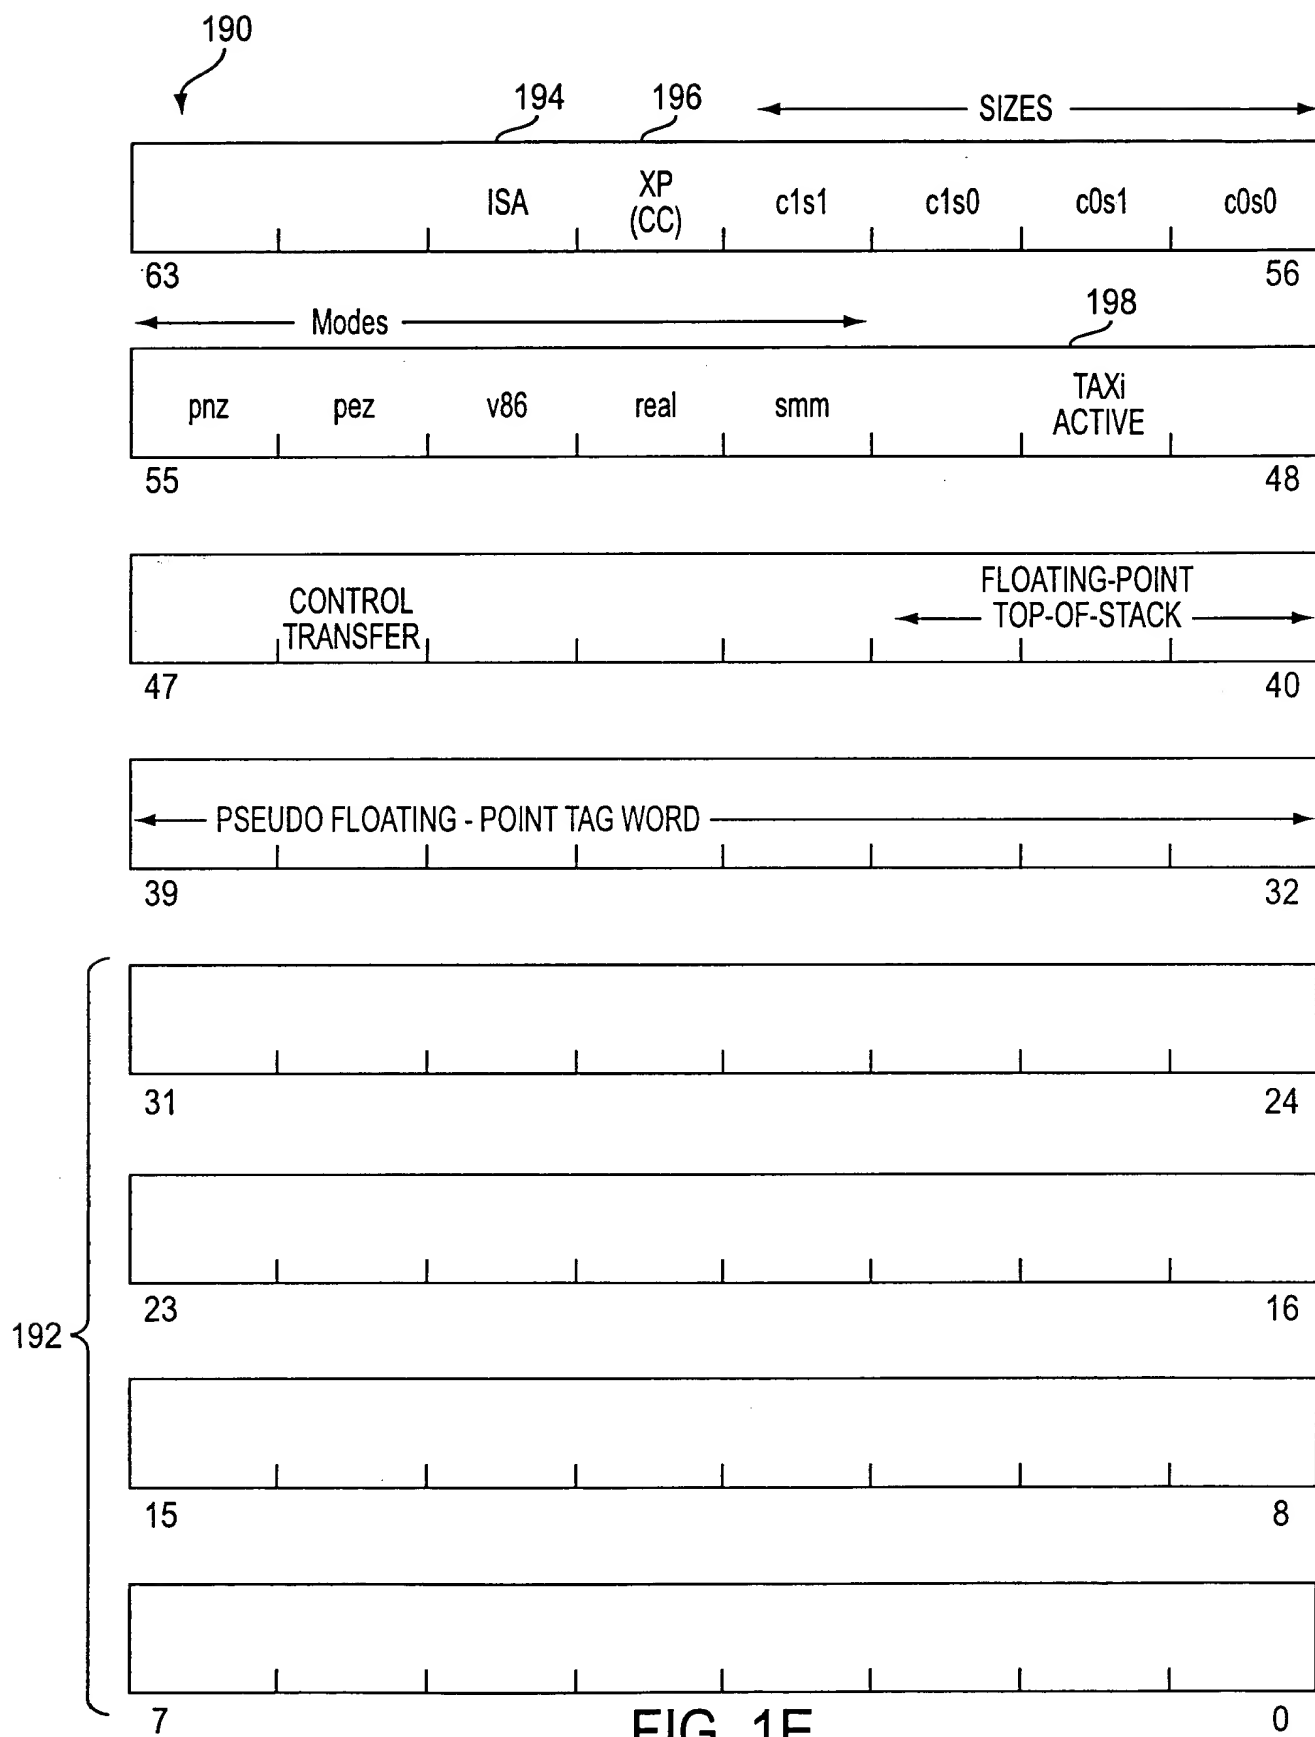 190
194 196 SIZES
ISA XP (CC) c1s1 c1s0 c0s1 c0s0
63 56
Modes 198
pnz pez v86 real smm TAXi ACTIVE
55 48
CONTROL TRANSFER FLOATING-POINT TOP-OF-STACK
47 40
PSEUDO FLOATING - POINT TAG WORD
39 32
31 24
23 16
192
15 8
7 0